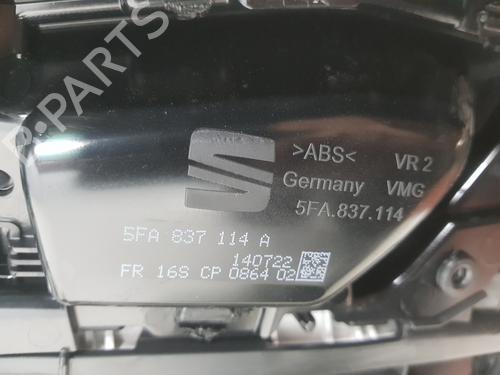 B-PARTS
>ABS< VR 2
Germany VMG
5FA.837.114
5FA 837 114 A
140722
FR 16S CP 0864 02